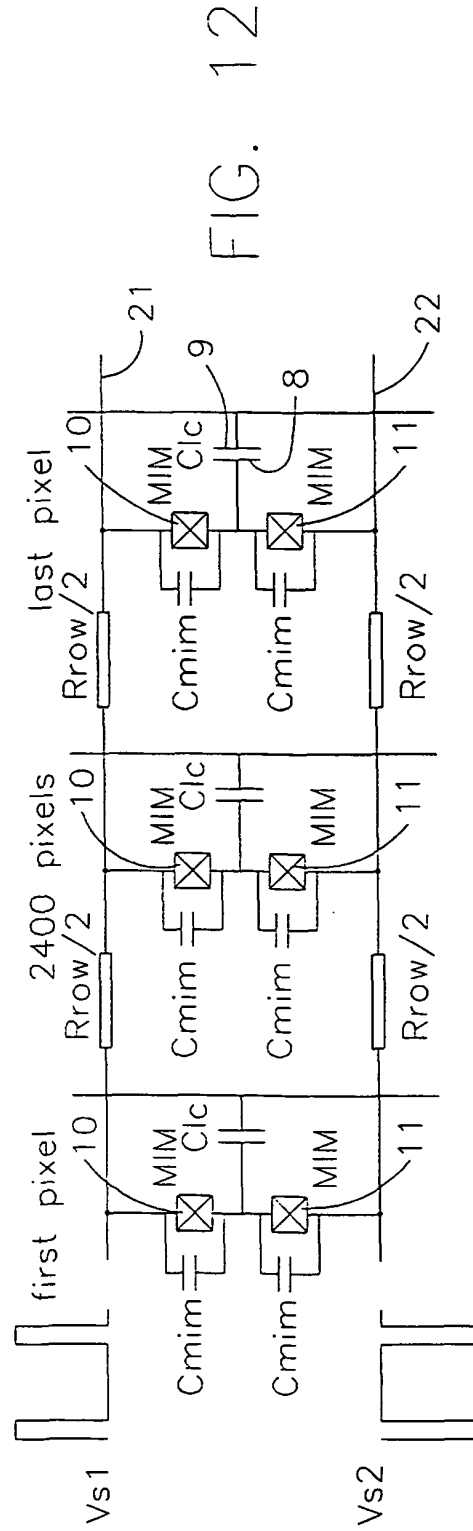 first pixel
2400 pixels
last pixel
Vs1
10
Rrow/2
10
Rrow/2
10
21
Cmim
MIM
Clc
Cmim
MIM
Clc
Cmim
MIM
Clc
9
8
Cmim
MIM
Cmim
MIM
Cmim
MIM
11
11
11
22
Vs2
Rrow/2
Rrow/2
FIG. 12